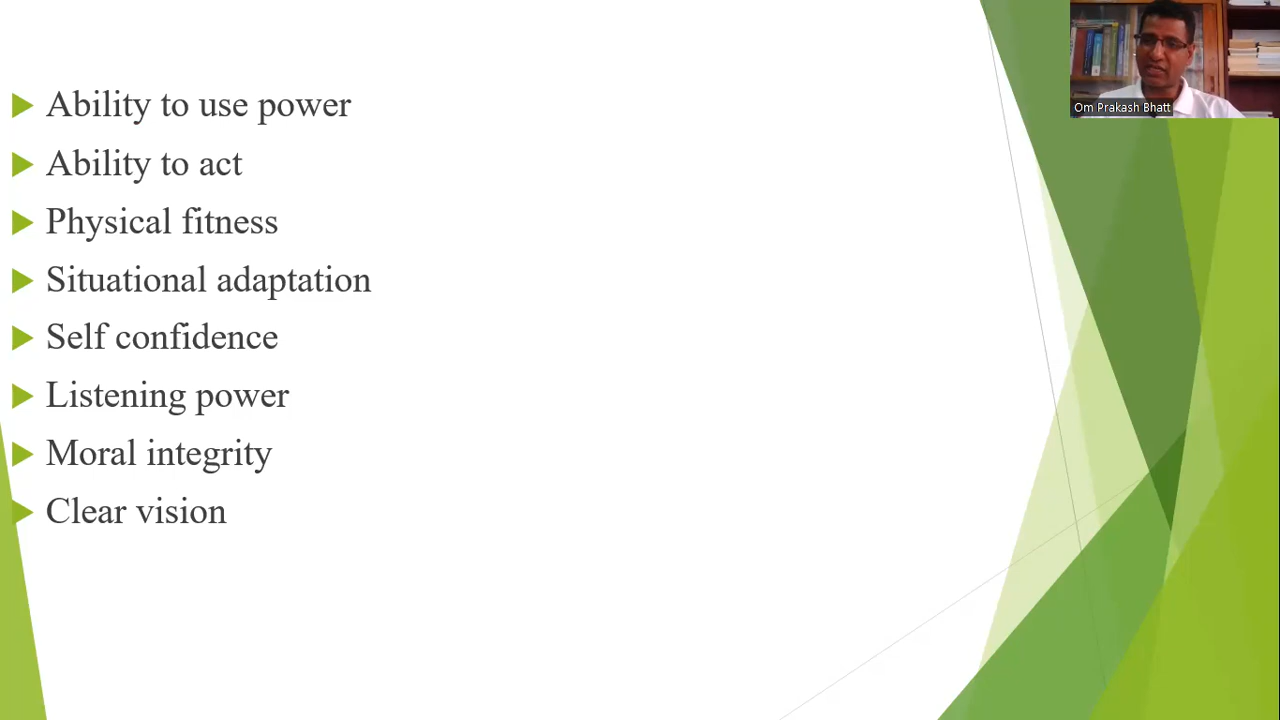 Ability to use power
Ability to act
Physical fitness
Situational adaptation
Self confidence
Listening power
Moral integrity
Clear vision
Om Prakash Bhatt